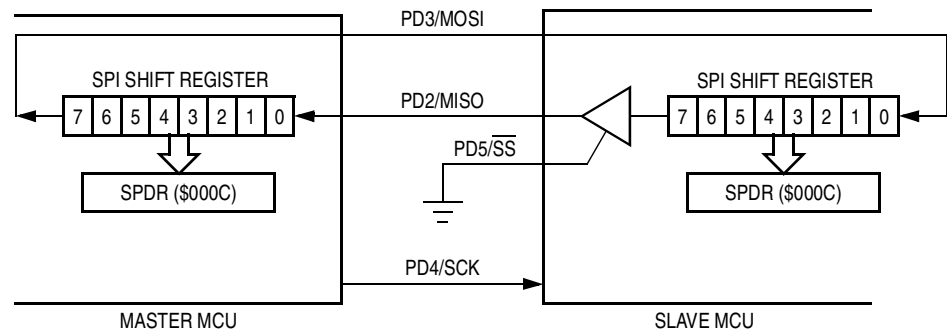 PD3/MOSI
SPI SHIFT REGISTER
7 6 5 4 3 2 1 0
SPDR ($000C)
PD2/MISO
PD5/S̅S̅
PD4/SCK
SPI SHIFT REGISTER
7 6 5 4 3 2 1 0
SPDR ($000C)
MASTER MCU
SLAVE MCU